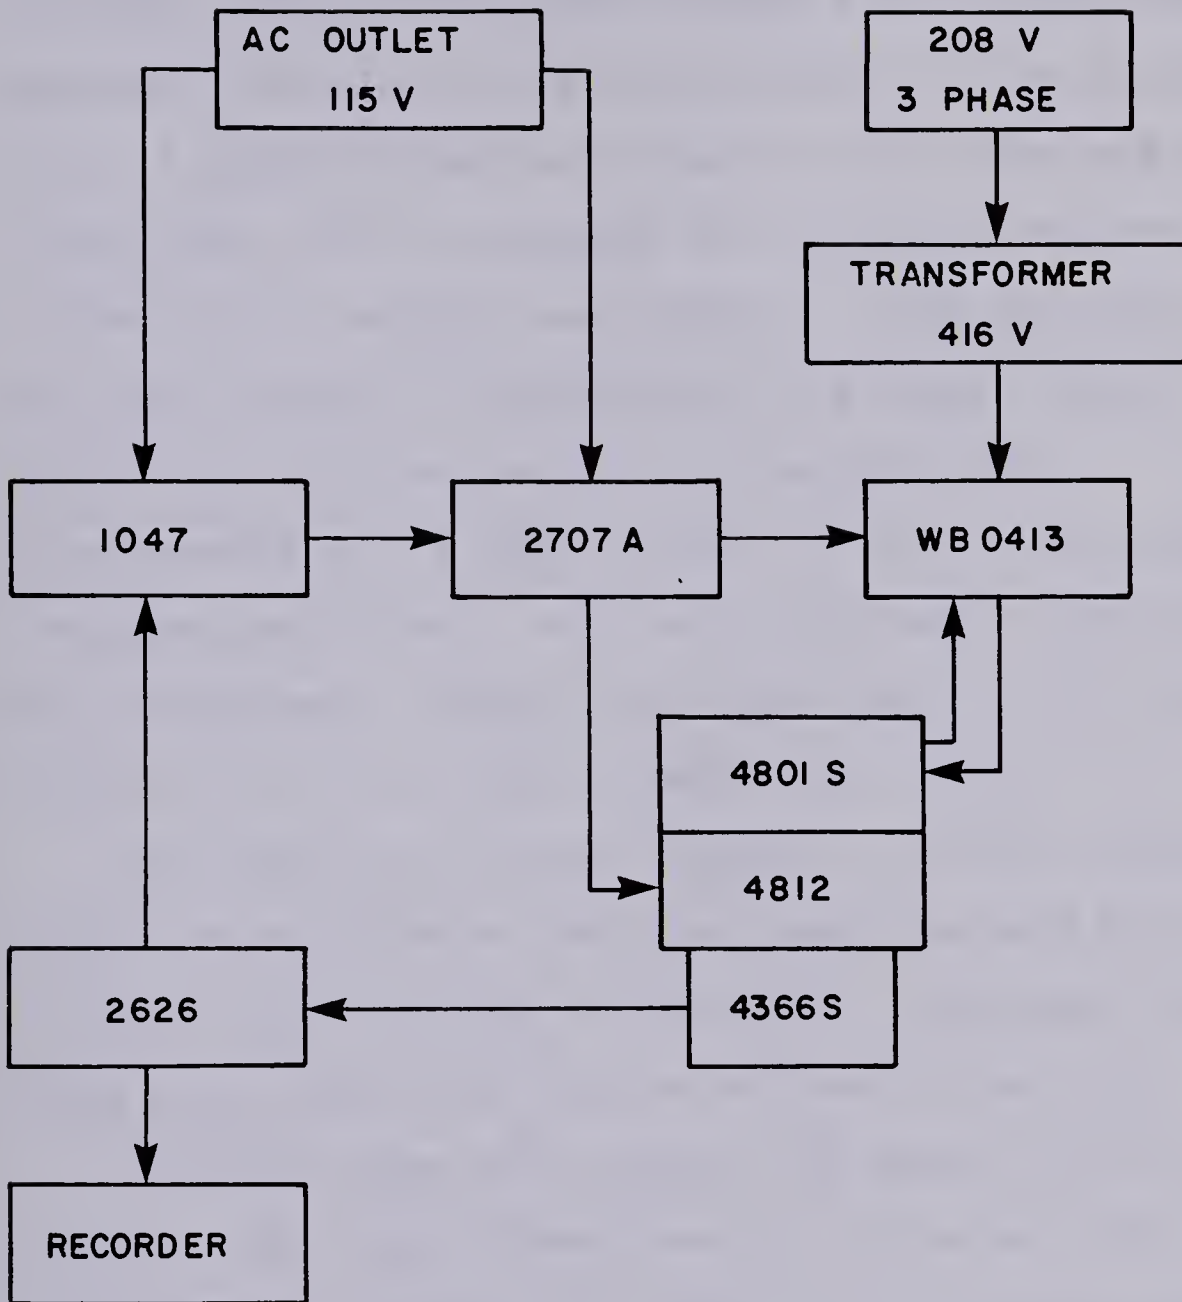 AC OUTLET
115 V
208 V
3 PHASE
TRANSFORMER
416 V
1047
2707 A
WB 0413
4801 S
4812
4366 S
2626
RECORDER